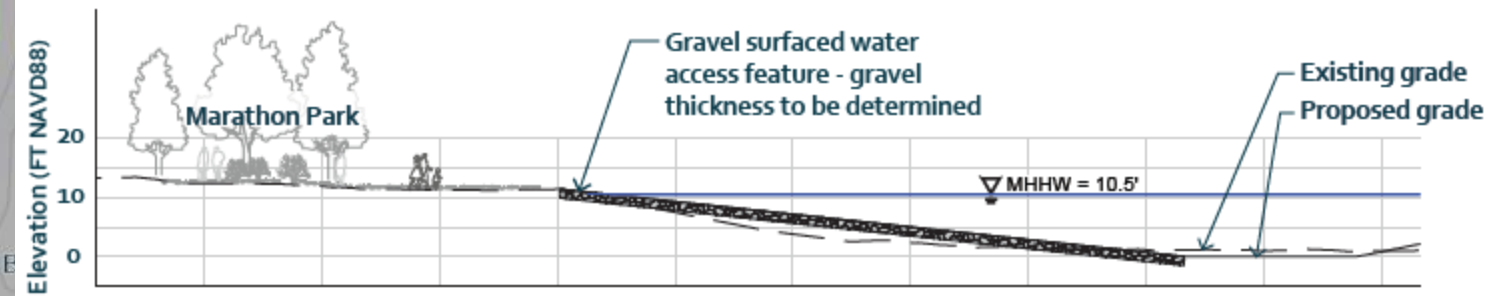 Elevation (FT NAVD88)
20
10
0
Marathon Park
Gravel surfaced water
access feature - gravel
thickness to be determined
MHHW = 10.5'
Existing grade
Proposed grade